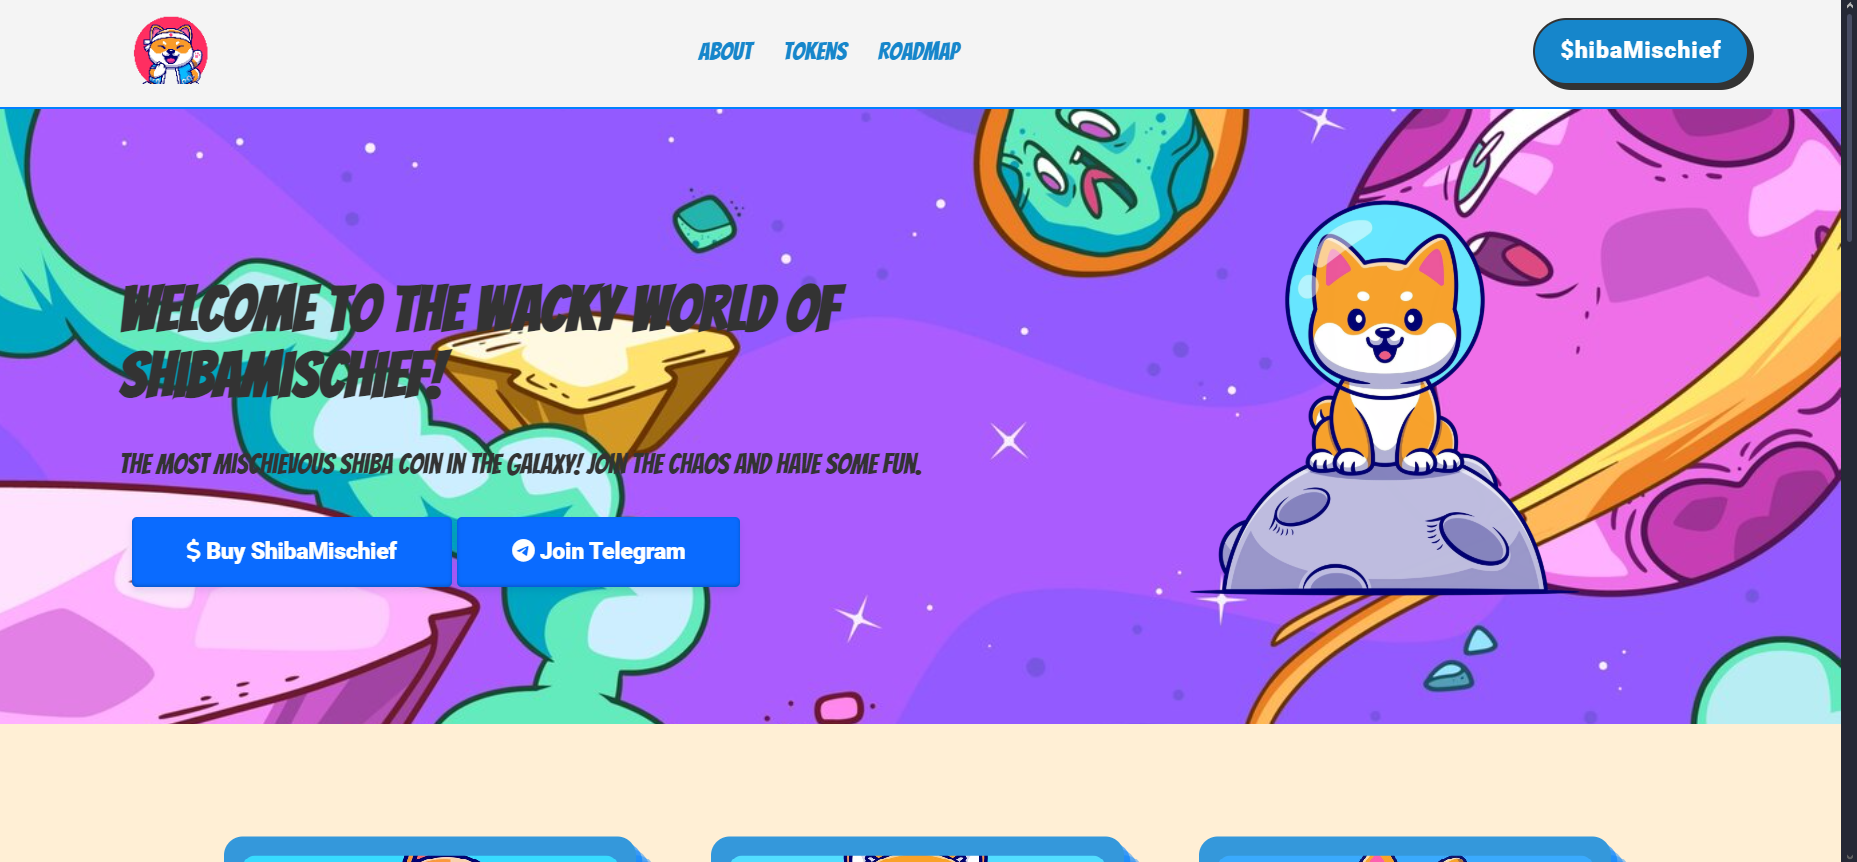 ABOUT TOKENS ROADMAP
$hibaMischief
WELCOME TO THE WACKY WORLD OF
SHIBAMISCHIEF!
THE MOST MISCHIEVOUS SHIBA COIN IN THE GALAXY! JOIN THE CHAOS AND HAVE SOME FUN.
$ Buy ShibaMischief
Join Telegram